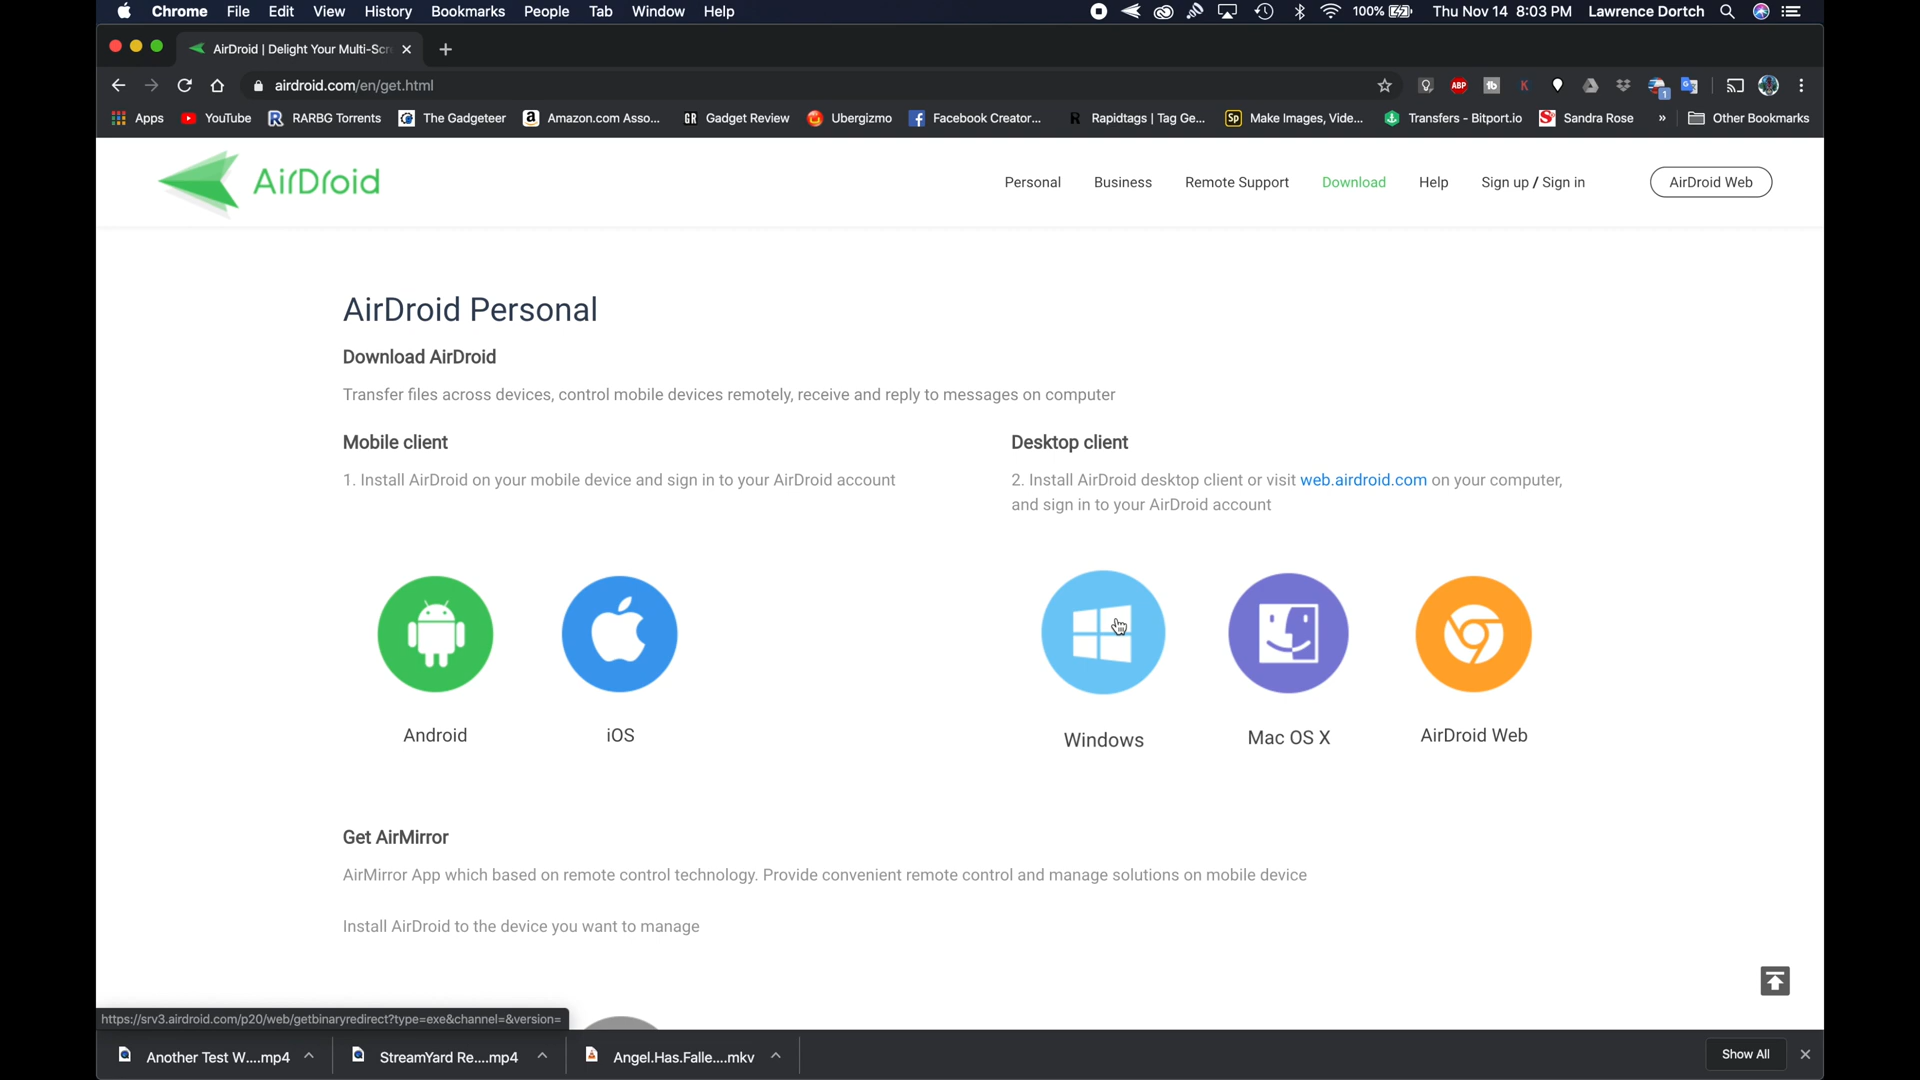 Chrome File Edit View History Bookmarks People Tab Window Help 100% Thu Nov 14 8:03 PM Lawrence Dortch
AirDroid | Delight Your Multi-Scr
airdroid.com/en/get.html ABP tb K 1
Apps YouTube RARBG Torrents The Gadgeteer Amazon.com Asso... GR Gadget Review Ubergizmo Facebook Creator... R Rapidtags | Tag Ge... Sp Make Images, Vide... Transfers - Bitport.io Sandra Rose » Other Bookmarks
AirDroid Personal Business Remote Support Download Help Sign up / Sign in AirDroid Web
AirDroid Personal
Download AirDroid
Transfer files across devices, control mobile devices remotely, receive and reply to messages on computer
Mobile client
1. Install AirDroid on your mobile device and sign in to your AirDroid account
Desktop client
2. Install AirDroid desktop client or visit web.airdroid.com on your computer,
and sign in to your AirDroid account
Android iOS
Windows Mac OS X AirDroid Web
Get AirMirror
AirMirror App which based on remote control technology. Provide convenient remote control and manage solutions on mobile device
Install AirDroid to the device you want to manage
https://srv3.airdroid.com/p20/web/getbinaryredirect?type=exe&channel=&version=
Another Test W....mp4 StreamYard Re....mp4 Angel.Has.Falle....mkv Show All